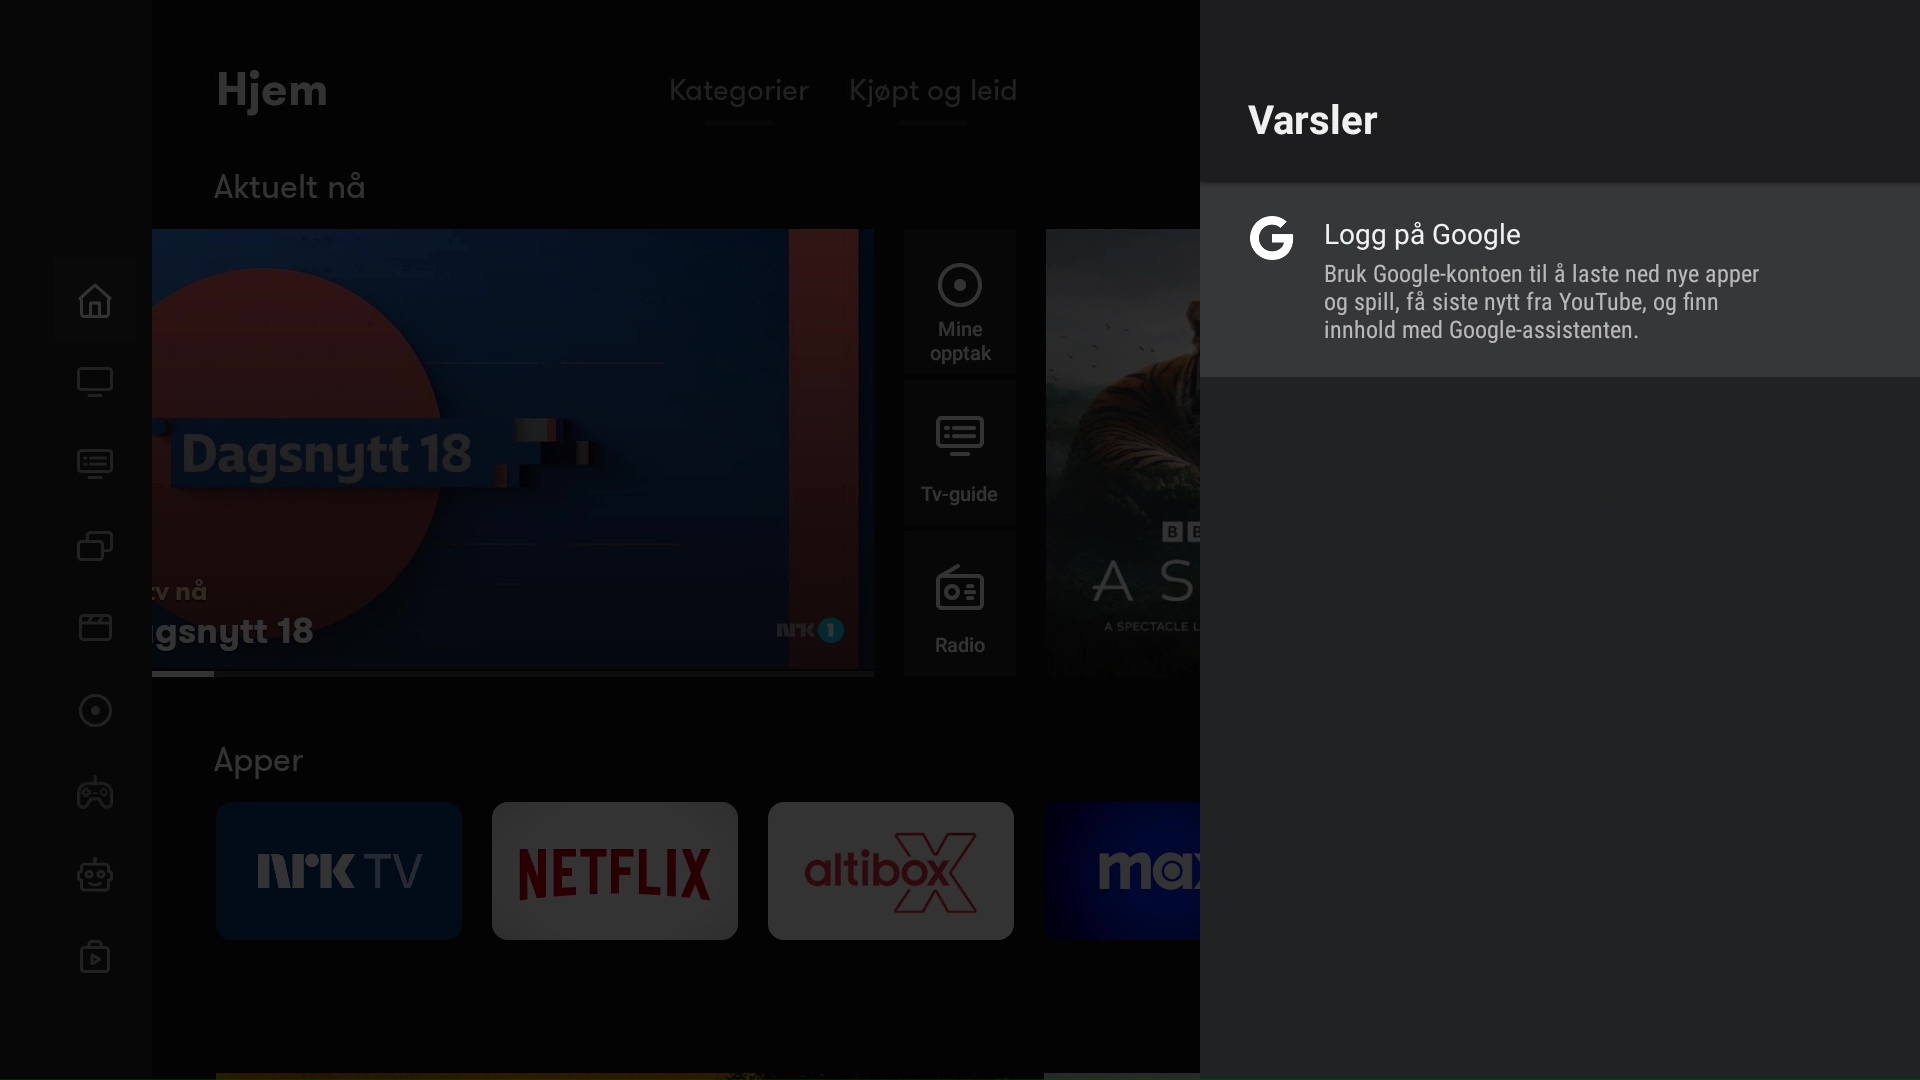 Hjem
Kategorier
Kjøpt og leid
Aktuelt nå
Dagsnytt 18
tv nå
gsnytt 18
NRK 1
Mine
opptak
Tv-guide
Radio
A S
A SPECTACLE L
Apper
NRK TV
NETFLIX
altibox
max
Varsler
Logg på Google
Bruk Google-kontoen til å laste ned nye apper
og spill, få siste nytt fra YouTube, og finn
innhold med Google-assistenten.